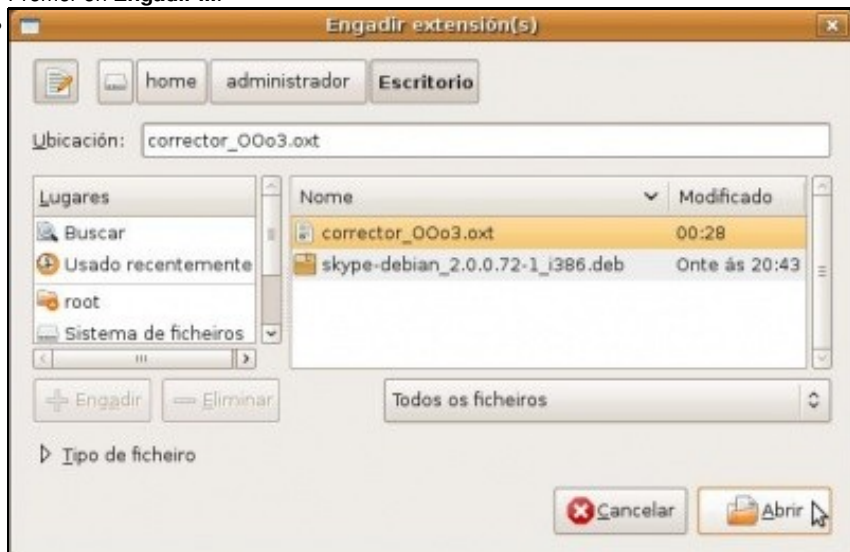 Premer en Engadir ....
Engadir extensión(s)
home administrador Escritorio
Ubicación: corrector_OOo3.oxt
Lugares Nome Modificado
Buscar corrector_OOo3.oxt 00:28
Usado recentemente skype-debian_2.0.0.72-1_i386.deb Onte ás 20:43
root
Sistema de ficheiros
Engadir Eliminar Todos os ficheiros
Tipo de ficheiro
Cancelar Abrir